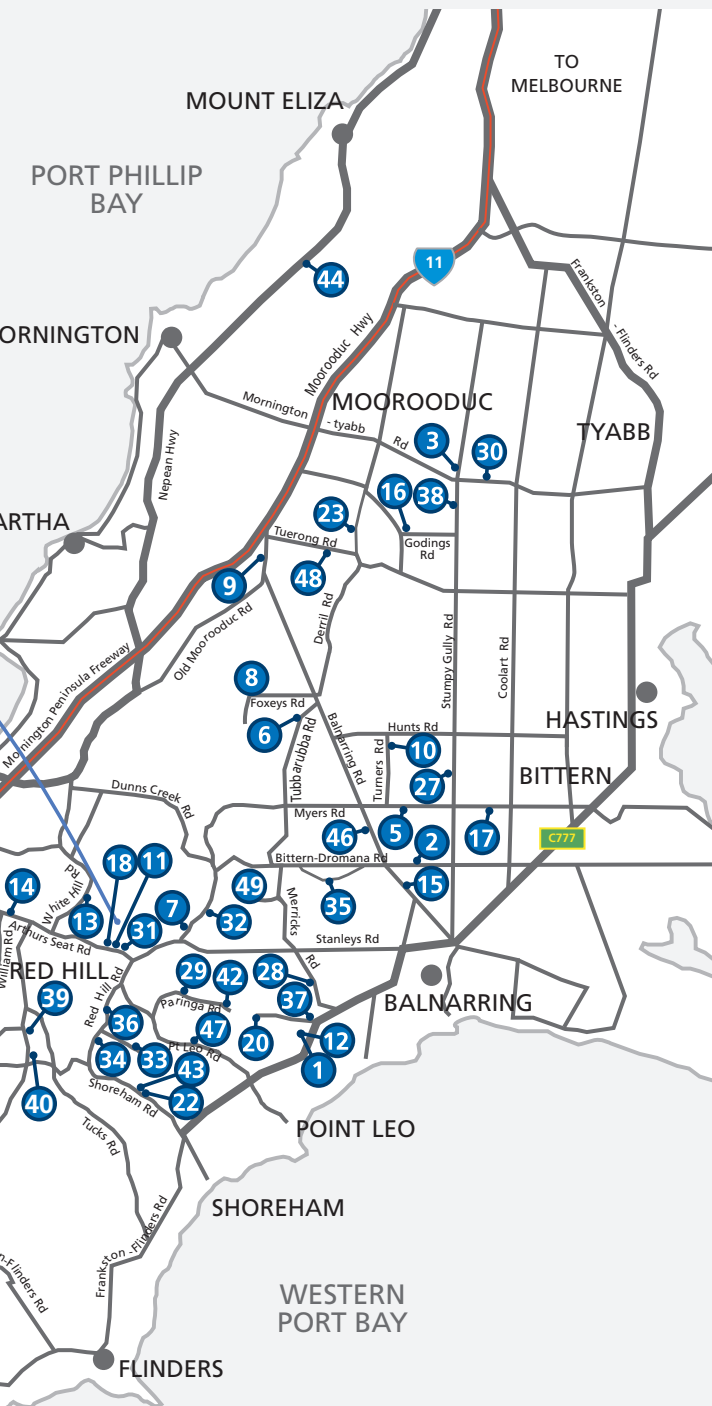 TO
MELBOURNE
MOUNT ELIZA
PORT PHILLIP
BAY
11
44
ORNINGTON
Frankston
- Flinders Rd
Moorooduc Hwy
Mornington
- tyabb
Rd
MOOROODUC
TYABB
3
30
Nepean Hwy
16
38
ARTHA
23
Tuerong Rd
Godings
Rd
9
48
Old Moorooduc Rd
Derril Rd
Stumpy Gully Rd
Coolart Rd
Mornington Peninsula Freeway
8
Foxeys Rd
6
Tubbarubba Rd
Balnarring Rd
Hunts Rd
HASTINGS
10
Turners Rd
27
BITTERN
Dunns Creek Rd
Myers Rd
46
5
2
17
C777
Bittern-Dromana Rd
18
11
14
White Hill
Rd
13
7
49
32
35
15
Merricks
Rd
31
Arthurs Seat Rd
Stanleys Rd
William Rd
RED HILL
29
42
28
BALNARRING
39
Red Hill Rd
Paringa Rd
37
36
47
20
12
34
33
Pt Leo Rd
43
1
40
Shoreham Rd
22
Tucks Rd
POINT LEO
SHOREHAM
Frankston -Flinders Rd
n-Flinders Rd
WESTERN
PORT BAY
FLINDERS